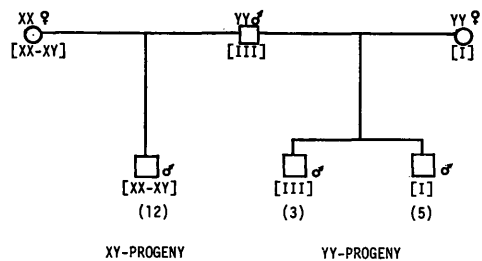 XX ♀ YY ♂ YY ♀
[XX-XY] [III] [I]
♂ ♂ ♂
[XX-XY] [III] [I]
(12) (3) (5)
XY-PROGENY YY-PROGENY